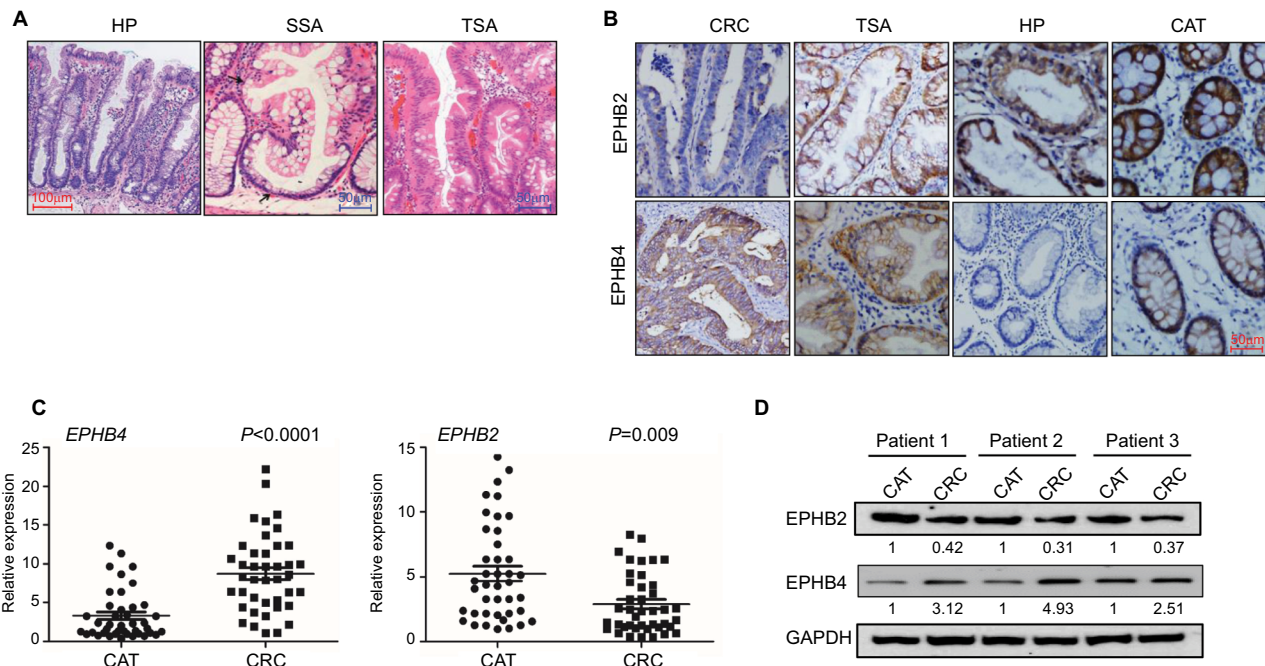 A
HP SSA TSA
100μm 50μm 50μm
B
CRC TSA HP CAT
EPHB2
EPHB4
50μm
C
EPHB4 P<0.0001
Relative expression
25
20
15
10
5
0
CAT CRC
EPHB2 P=0.009
Relative expression
15
10
5
0
CAT CRC
D
Patient 1 Patient 2 Patient 3
CAT CRC CAT CRC CAT CRC
EPHB2
1 0.42 1 0.31 1 0.37
EPHB4
1 3.12 1 4.93 1 2.51
GAPDH